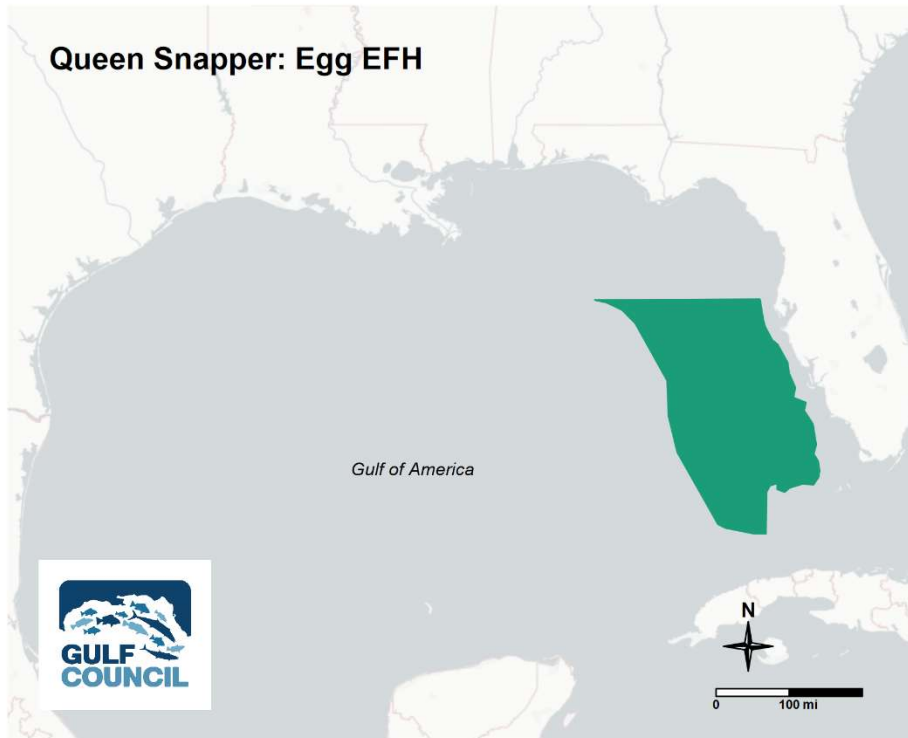 Queen Snapper: Egg EFH
Gulf of America
GULF
COUNCIL
N
0 100 mi